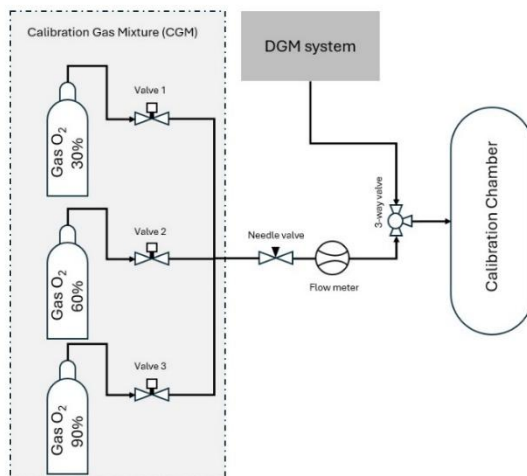 Calibration Gas Mixture (CGM)
DGM system
Valve 1
Gas O₂
30%
3-way valve
Calibration Chamber
Valve 2
Gas O₂
60%
Needle valve
Flow meter
Valve 3
Gas O₂
90%